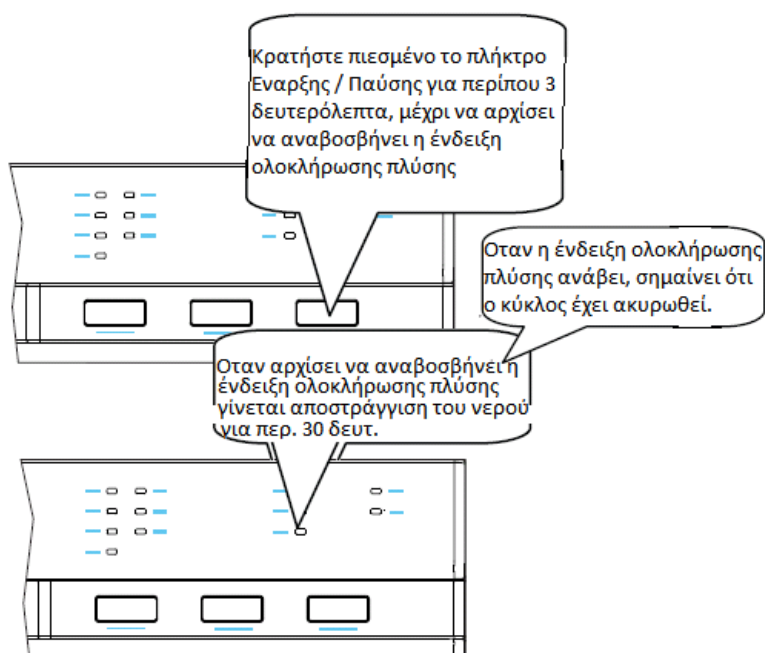 Κρατήστε πιεσμένο το πλήκτρο
Εναρξης / Παύσης για περίπου 3
δευτερόλεπτα, μέχρι να αρχίσει
να αναβοσβήνει η ένδειξη
ολοκλήρωσης πλύσης
Οταν η ένδειξη ολοκλήρωσης
πλύσης ανάβει, σημαίνει ότι
ο κύκλος έχει ακυρωθεί.
Οταν αρχίσει να αναβοσβήνει η
ένδειξη ολοκλήρωσης πλύσης
γίνεται αποστράγγιση του νερού
για περ. 30 δευτ.